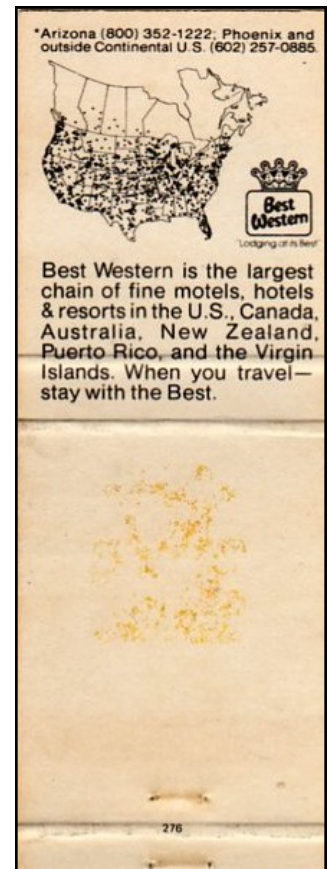 *Arizona (800) 352-1222; Phoenix and
outside Continental U.S. (602) 257-0885.
Best
Western
"Lodging at its Best"
Best Western is the largest
chain of fine motels, hotels
& resorts in the U.S., Canada,
Australia, New Zealand,
Puerto Rico, and the Virgin
Islands. When you travel—
stay with the Best.
276